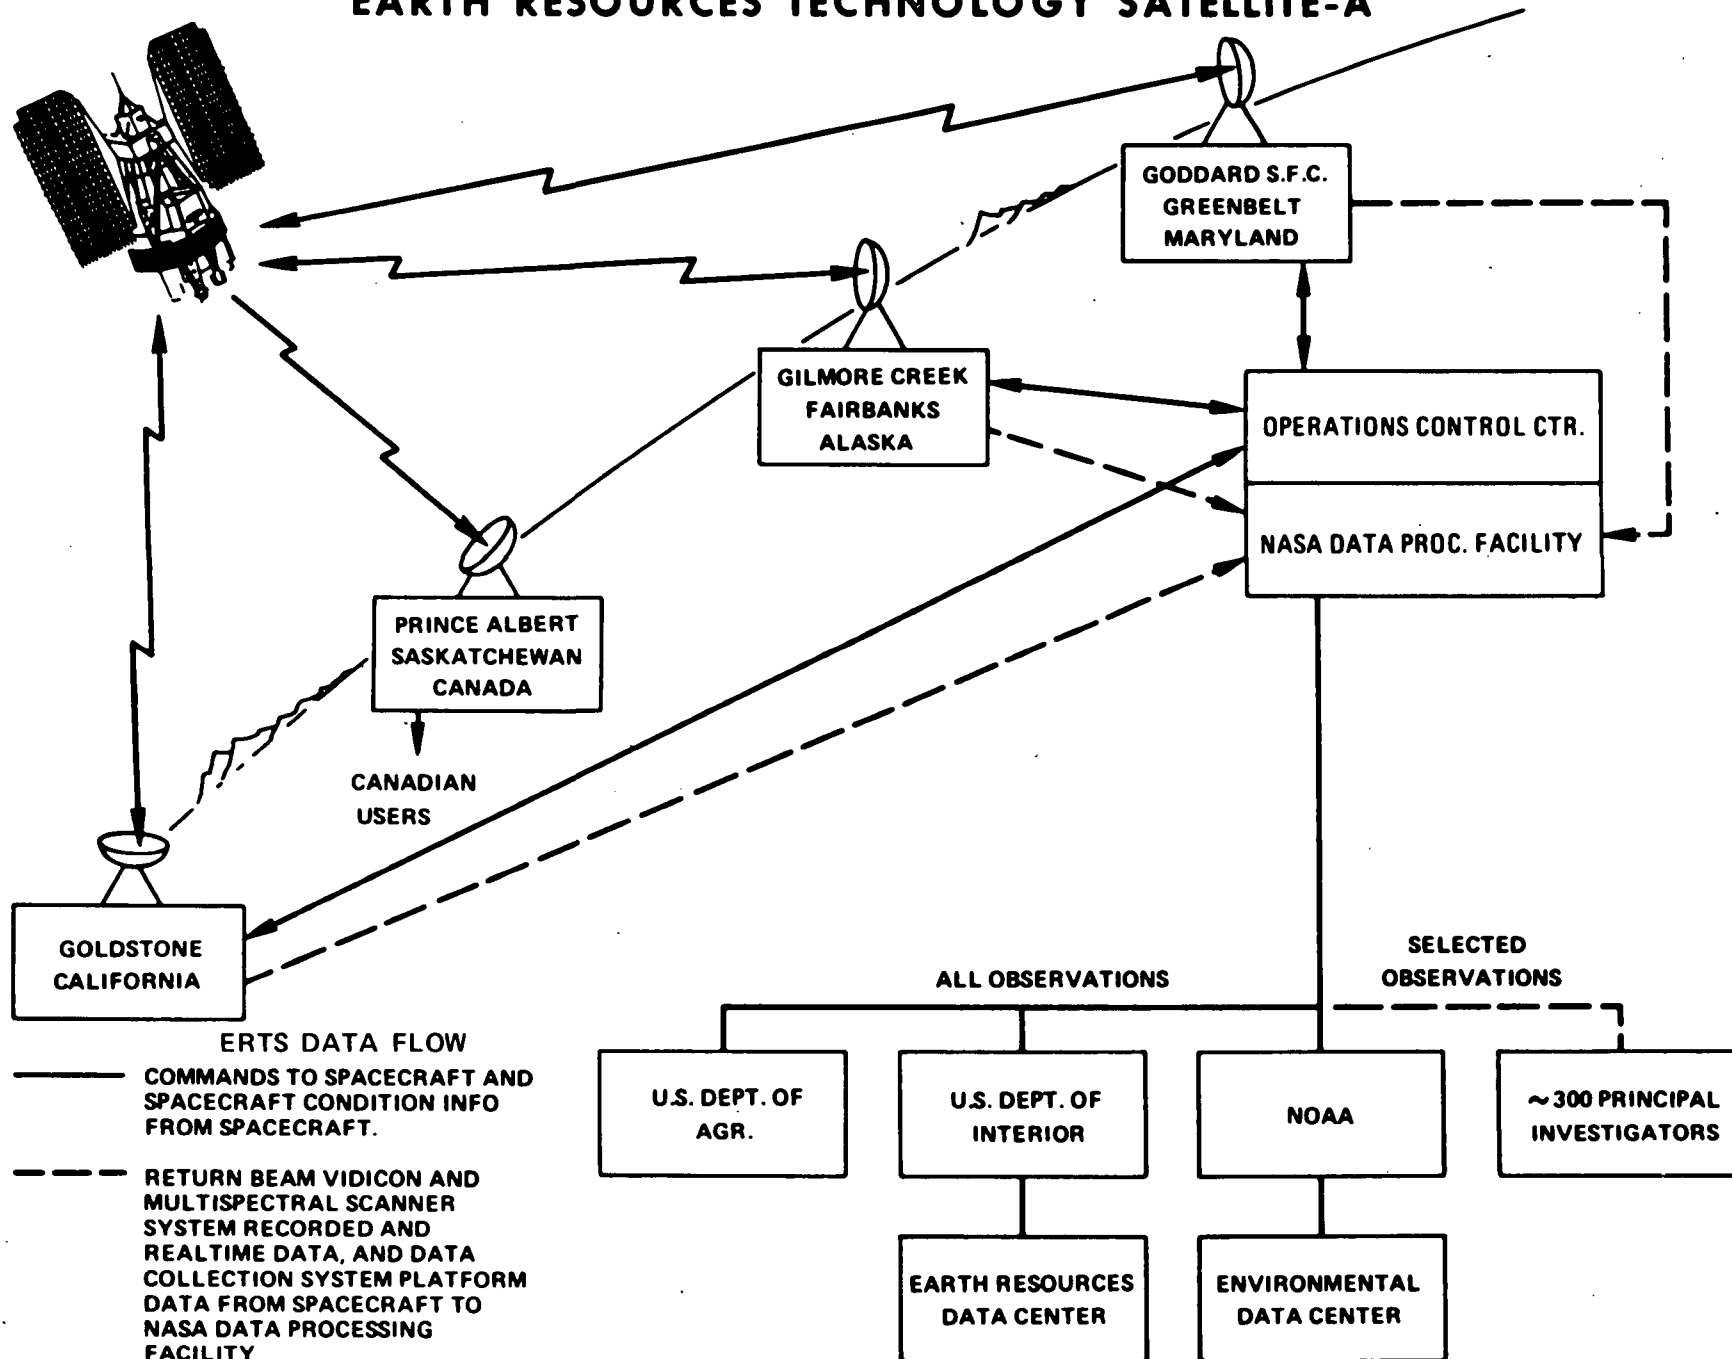 EARTH RESOURCES TECHNOLOGY SATELLITE-A
GODDARD S.F.C.
GREENBELT
MARYLAND
GILMORE CREEK
FAIRBANKS
ALASKA
OPERATIONS CONTROL CTR.
NASA DATA PROC. FACILITY
PRINCE ALBERT
SASKATCHEWAN
CANADA
CANADIAN
USERS
GOLDSTONE
CALIFORNIA
ALL OBSERVATIONS
SELECTED
OBSERVATIONS
U.S. DEPT. OF
AGR.
U.S. DEPT. OF
INTERIOR
NOAA
~300 PRINCIPAL
INVESTIGATORS
EARTH RESOURCES
DATA CENTER
ENVIRONMENTAL
DATA CENTER
ERTS DATA FLOW
COMMANDS TO SPACECRAFT AND
SPACECRAFT CONDITION INFO
FROM SPACECRAFT.
RETURN BEAM VIDICON AND
MULTISPECTRAL SCANNER
SYSTEM RECORDED AND
REALTIME DATA, AND DATA
COLLECTION SYSTEM PLATFORM
DATA FROM SPACECRAFT TO
NASA DATA PROCESSING
FACILITY